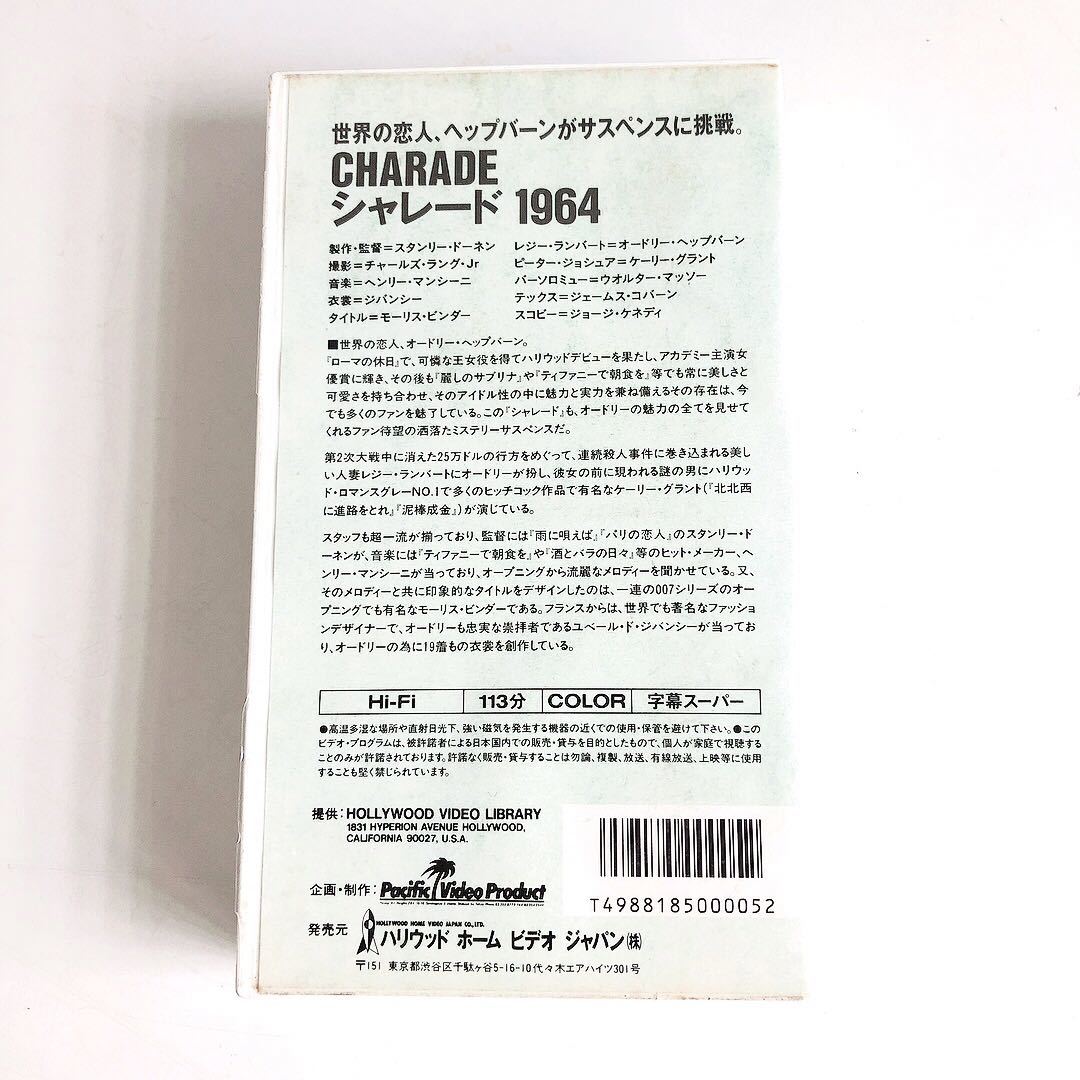 世界の恋人、ヘップバーンがサスペンスに挑戦。
CHARADE
シャレード 1964
製作・監督=スタンリー・ドーネン
撮影=チャールズ・ラング・Jr
音楽=ヘンリー・マンシーニ
衣裳=ジバンシー
タイトル=モーリス・ビンダー
レジー・ランバート=オードリー・ヘップバーン
ピーター・ジョシュア=ケーリー・グラント
バーソロミュー=ウオルター・マッソー
テックス=ジェームス・コバーン
スコビー=ジョージ・ケネディ
■世界の恋人、オードリー・ヘップバーン。
『ローマの休日』で、可憐な王女役を得てハリウッドデビューを果たし、アカデミー主演女
優賞に輝き、その後も『麗しのサブリナ』や『ティファニーで朝食を』等でも常に美しさと
可愛さを持ち合わせ、そのアイドル性の中に魅力と実力を兼ね備えるその存在は、今
でも多くのファンを魅了している。この『シャレード』も、オードリーの魅力の全てを見せて
くれるファン待望の洒落たミステリーサスペンスだ。
第2次大戦中に消えた25万ドルの行方をめぐって、連続殺人事件に巻き込まれる美し
い人妻レジー・ランバートにオードリーが扮し、彼女の前に現われる謎の男にハリウッ
ド・ロマンスグレーNO.1で多くのヒッチコック作品で有名なケーリー・グラント(『北北西
に進路をとれ』『泥棒成金』)が演じている。
スタッフも超一流が揃っており、監督には『雨に唄えば』『パリの恋人』のスタンリー・ド
ーネンが、音楽には『ティファニーで朝食を』や『酒とバラの日々』等のヒット・メーカー、ヘ
ンリー・マンシーニが当っており、オープニングから流麗なメロディーを聞かせている。又、
そのメロディーと共に印象的なタイトルをデザインしたのは、一連の007シリーズのオー
プニングでも有名なモーリス・ビンダーである。フランスからは、世界でも著名なファッショ
ンデザイナーで、オードリーも忠実な崇拝者であるユベール・ド・ジバンシーが当ってお
り、オードリーの為に19着もの衣裳を創作している。
Hi-Fi 113分 COLOR 字幕スーパー
●高温多湿な場所や直射日光下、強い磁気を発生する機器の近くでの使用・保管を避けて下さい。●この
ビデオ・プログラムは、被許諾者による日本国内での販売・貸与を目的としたもので、個人が家庭で視聴する
ことのみが許諾されております。許諾なく販売・貸与することは勿論、複製、放送、有線放送、上映等に使用
することも堅く禁じられています。
提供:HOLLYWOOD VIDEO LIBRARY
1831 HYPERION AVENUE HOLLYWOOD,
CALIFORNIA 90027, U.S.A.
企画・制作:Pacific Video Product
T4988185000052
発売元
HOLLYWOOD HOME VIDEO JAPAN CO.,LTD.
ハリウッド ホーム ビデオ ジャパン(株)
〒151 東京都渋谷区千駄ヶ谷5-16-10代々木エアハイツ301号